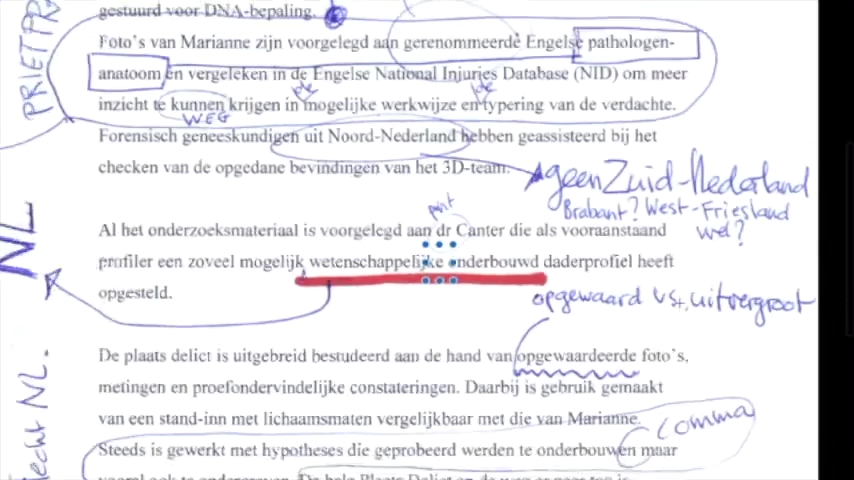 gestuurd voor DNA-bepaling.
PRIETPR
Foto's van Marianne zijn voorgelegd aan gerenommeerde Engelse pathologen-
anatoom en vergeleken in de Engelse National Injuries Database (NID) om meer
de de
inzicht te kunnen krijgen in mogelijke werkwijze en typering van de verdachte.
WEG
Forensisch geneeskundigen uit Noord-Nederland hebben geassisteerd bij het
checken van de opgedane bevindingen van het 3D-team.
geen Zuid-Nederland
Brabant? West-Friesland
wel?
NL
punt
Al het onderzoeksmateriaal is voorgelegd aan dr Canter die als vooraanstaand
profiler een zoveel mogelijk wetenschappelijke onderbouwd daderprofiel heeft
opgesteld.
opgewaard vs. uitvergroot
De plaats delict is uitgebreid bestudeerd aan de hand van opgewaardeerde foto's,
metingen en proefondervindelijke constateringen. Daarbij is gebruik gemaakt
van een stand-inn met lichaamsmaten vergelijkbaar met die van Marianne.
comma
Steeds is gewerkt met hypotheses die geprobeerd werden te onderbouwen maar
lecht NL.